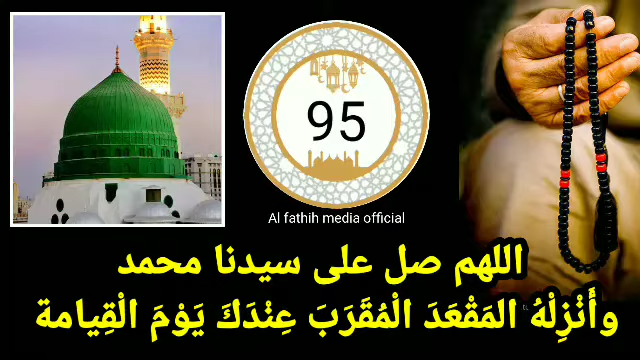 95
Al fathih media official
اللهم صل على سيدنا محمد
وأَنْزِلْهُ المَقْعَدَ الْمُقَرَبَ عِنْدَكَ يَوْمَ الْقِيامة